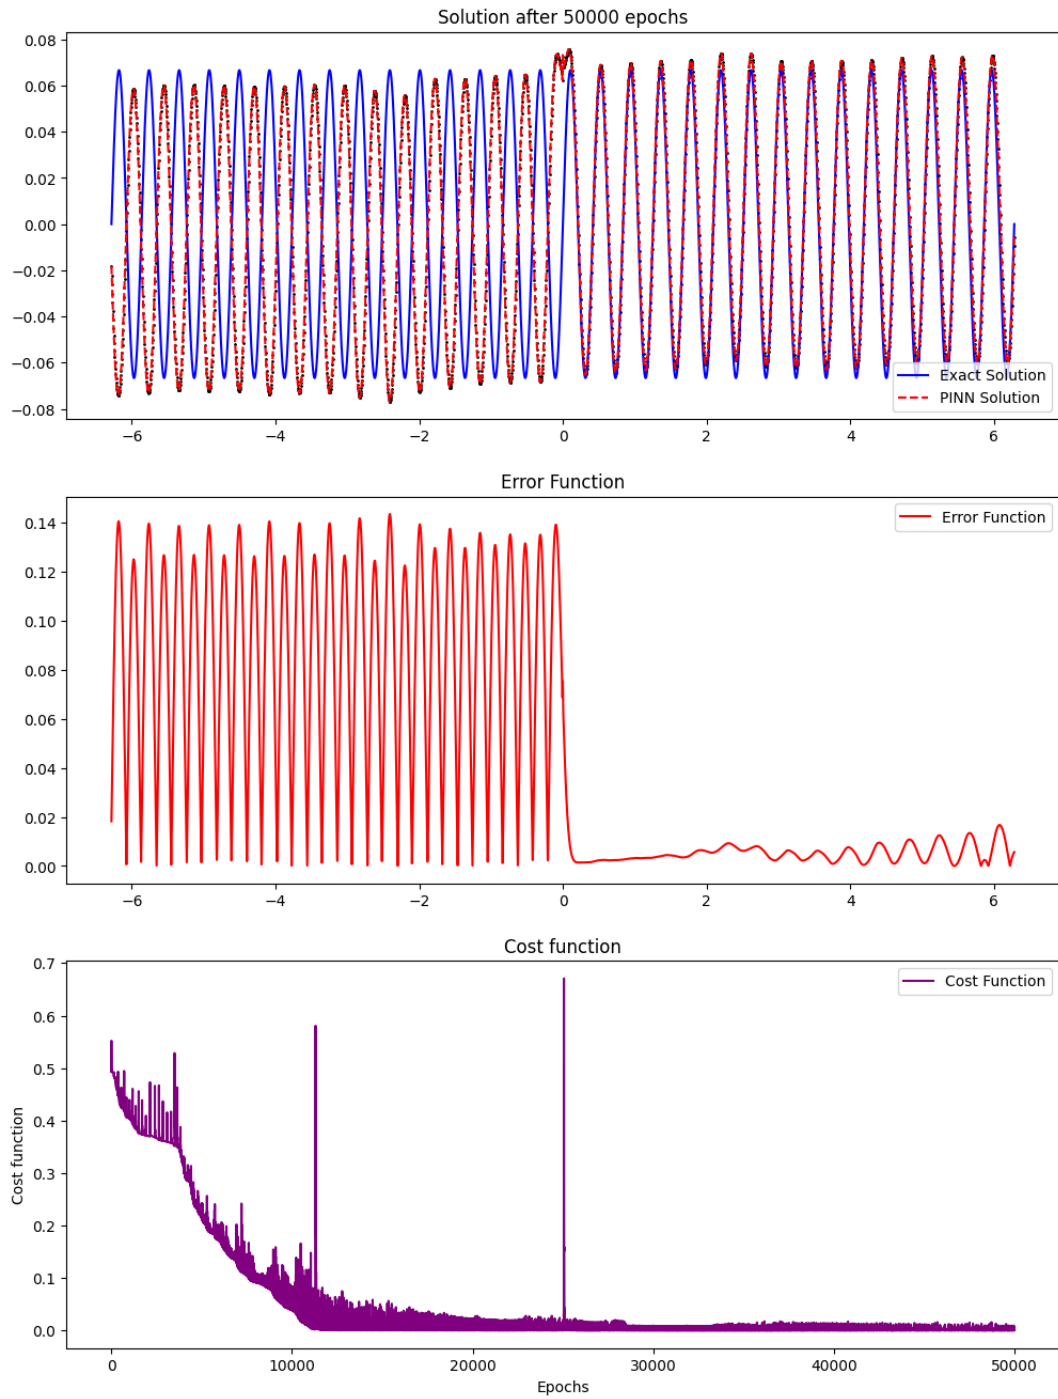 Solution after 50000 epochs
0.08
0.06
0.04
0.02
0.00
−0.02
−0.04
−0.06
−0.08
Exact Solution
PINN Solution
−6 −4 −2 0 2 4 6
Error Function
0.14
0.12
0.10
0.08
0.06
0.04
0.02
0.00
Error Function
−6 −4 −2 0 2 4 6
Cost function
0.7
0.6
0.5
0.4
0.3
0.2
0.1
0.0
Cost function
Cost Function
0 10000 20000 30000 40000 50000
Epochs